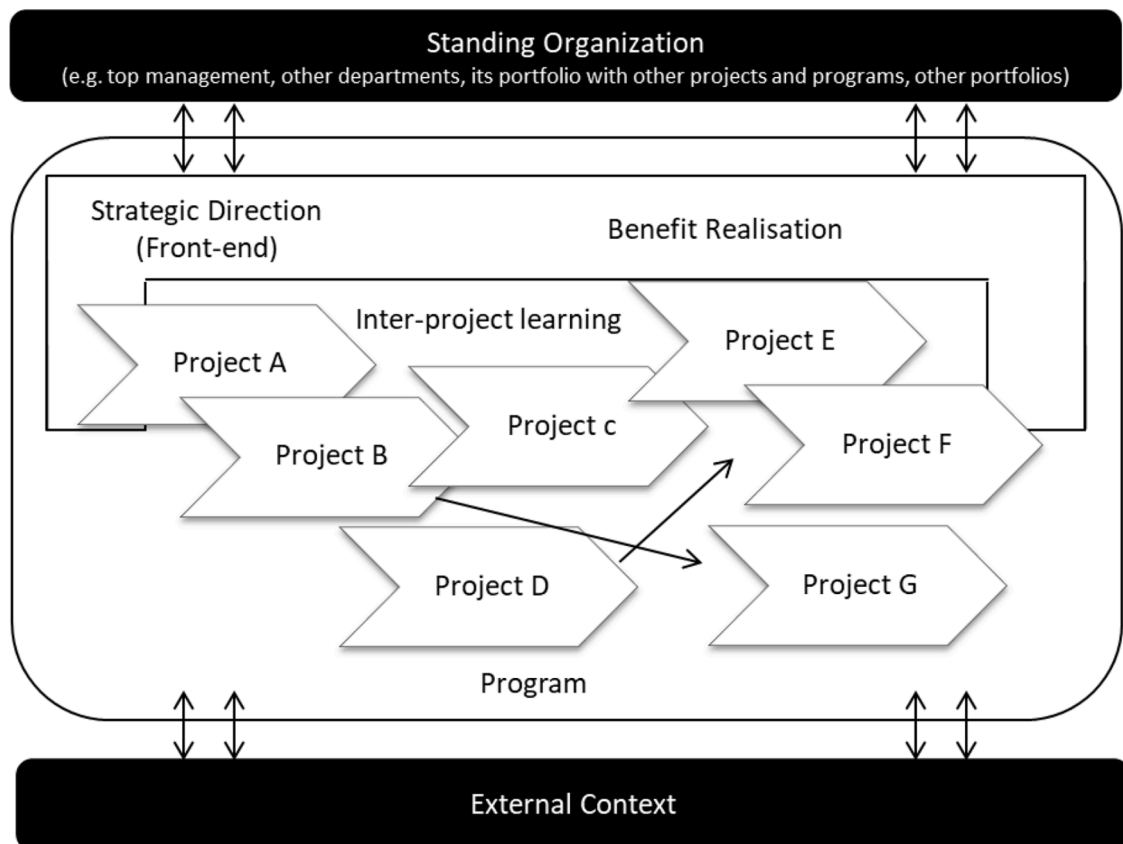 Standing Organization
(e.g. top management, other departments, its portfolio with other projects and programs, other portfolios)
Strategic Direction
(Front-end)
Benefit Realisation
Inter-project learning
Project E
Project A
Project c
Project F
Project B
Project D
Project G
Program
External Context